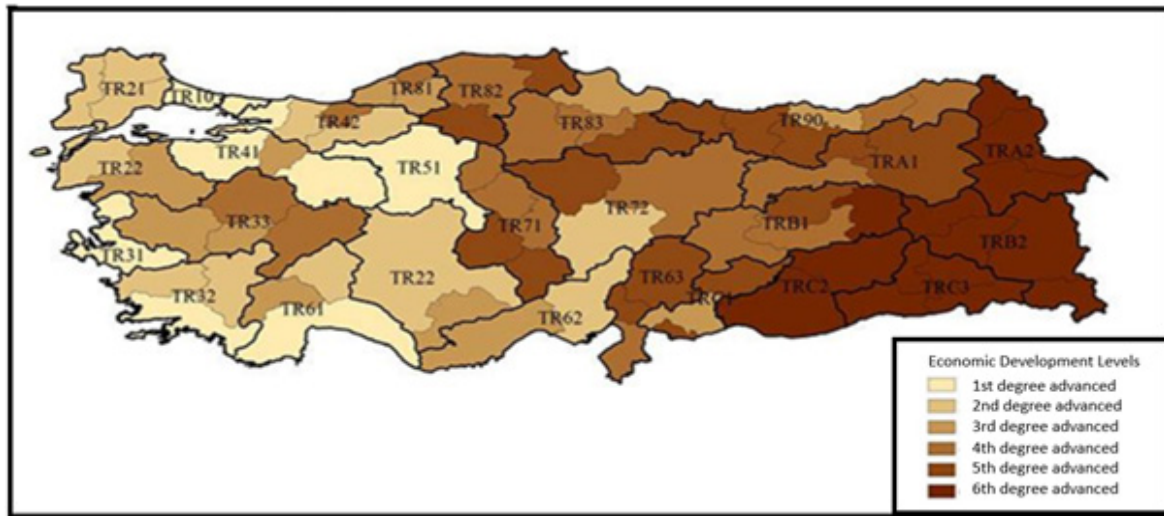 TR21
TR10
TR81
TR82
TR42
TR83
TR90
TR41
TR51
TRA1
TRA2
TR22
TR33
TR72
TR71
TRB1
TRB2
TR31
TR32
TR61
TR22
TR62
TR63
TRC1
TRC2
TRC3
Economic Development Levels
1st degree advanced
2nd degree advanced
3rd degree advanced
4th degree advanced
5th degree advanced
6th degree advanced